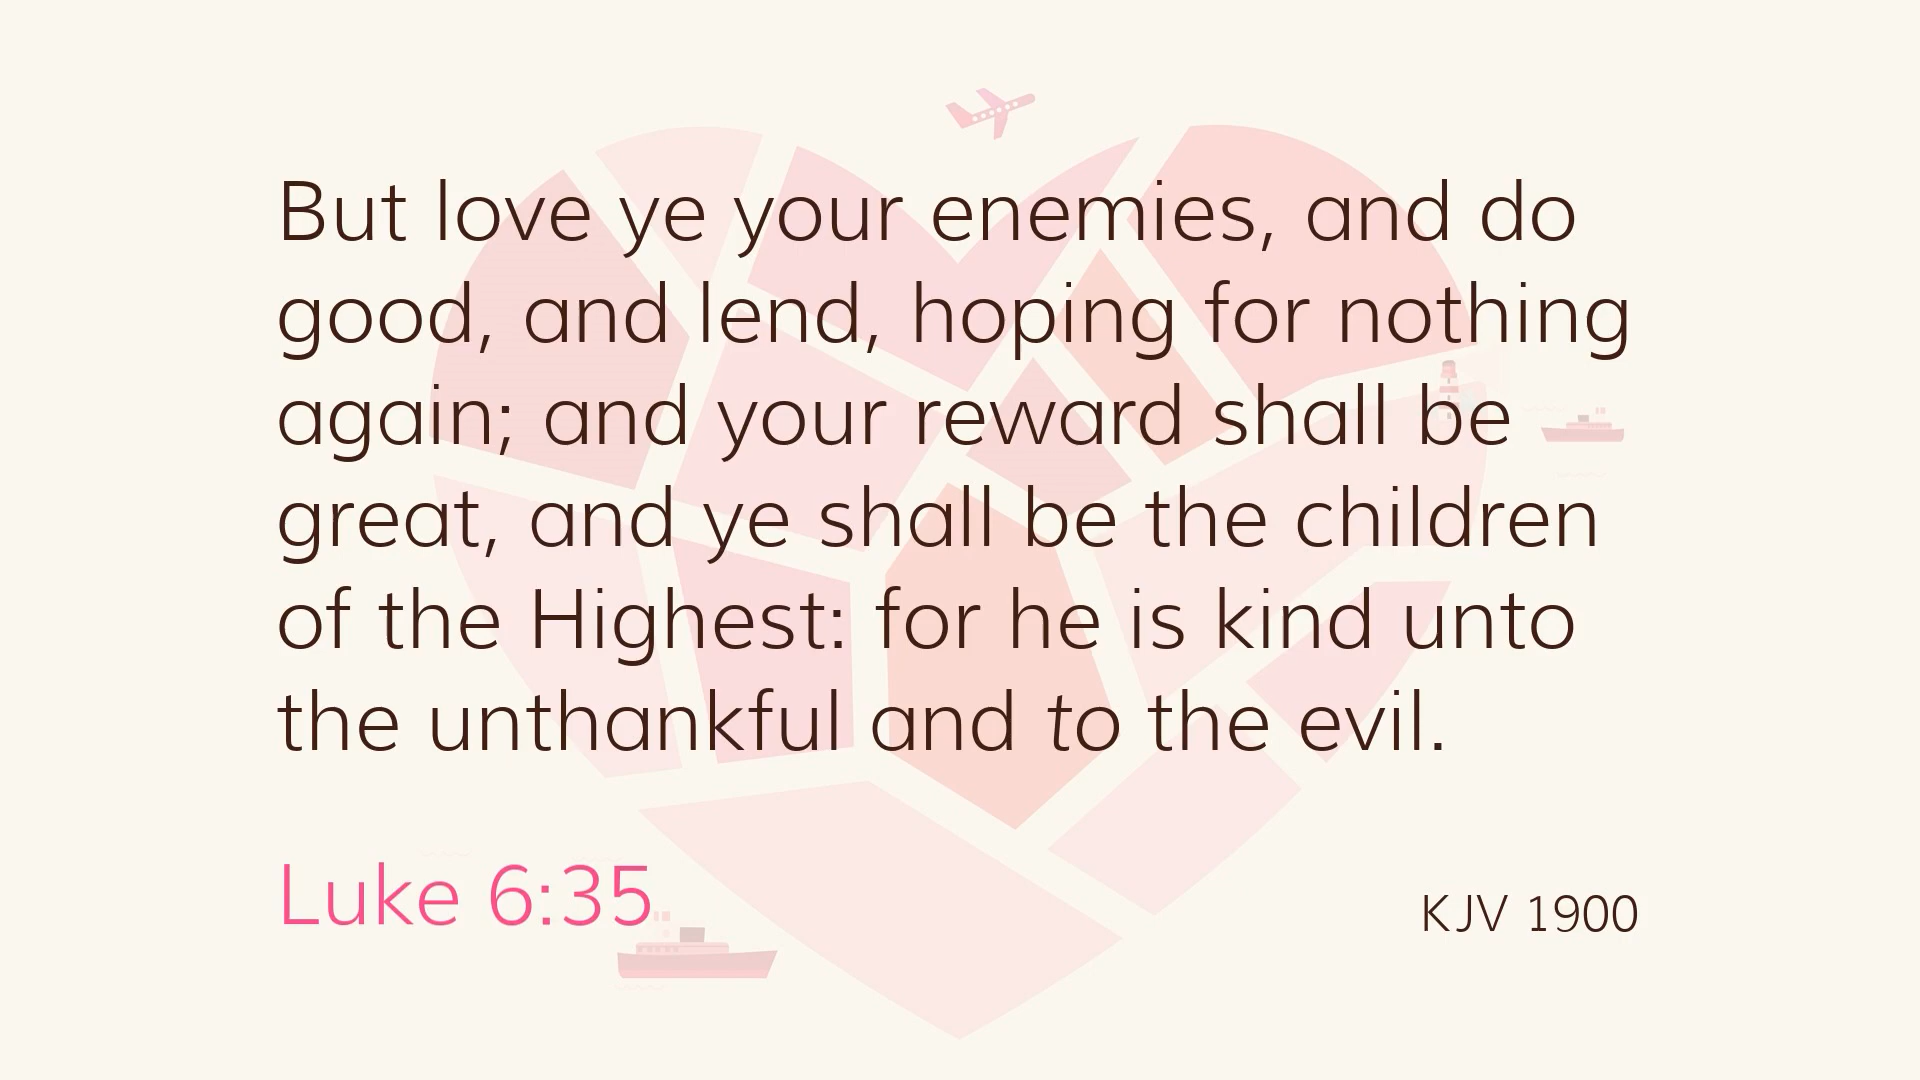 But love ye your enemies, and do
good, and lend, hoping for nothing
again; and your reward shall be
great, and ye shall be the children
of the Highest: for he is kind unto
the unthankful and to the evil.
Luke 6:35
KJV 1900